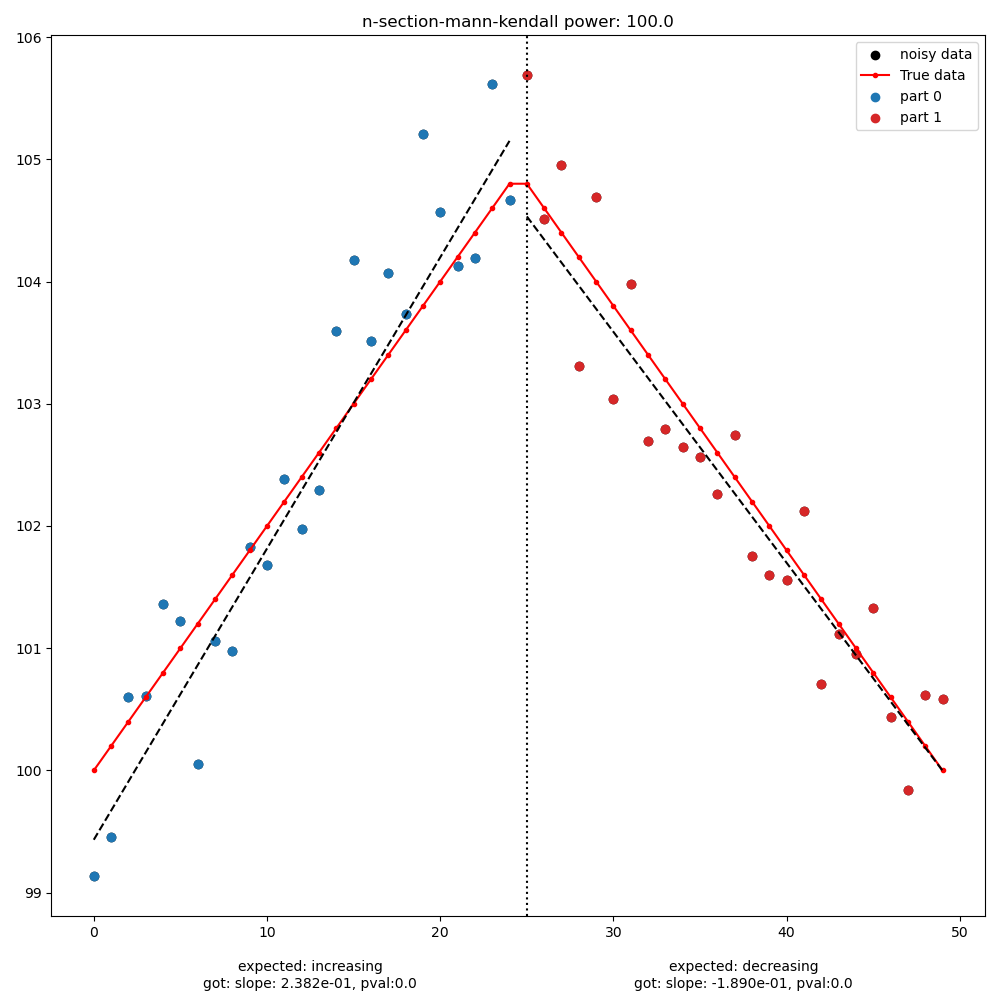 n-section-mann-kendall power: 100.0
noisy data
True data
part 0
part 1
106
105
104
103
102
101
100
99
0 10 20 30 40 50
expected: increasing
got: slope: 2.382e-01, pval:0.0
expected: decreasing
got: slope: -1.890e-01, pval:0.0